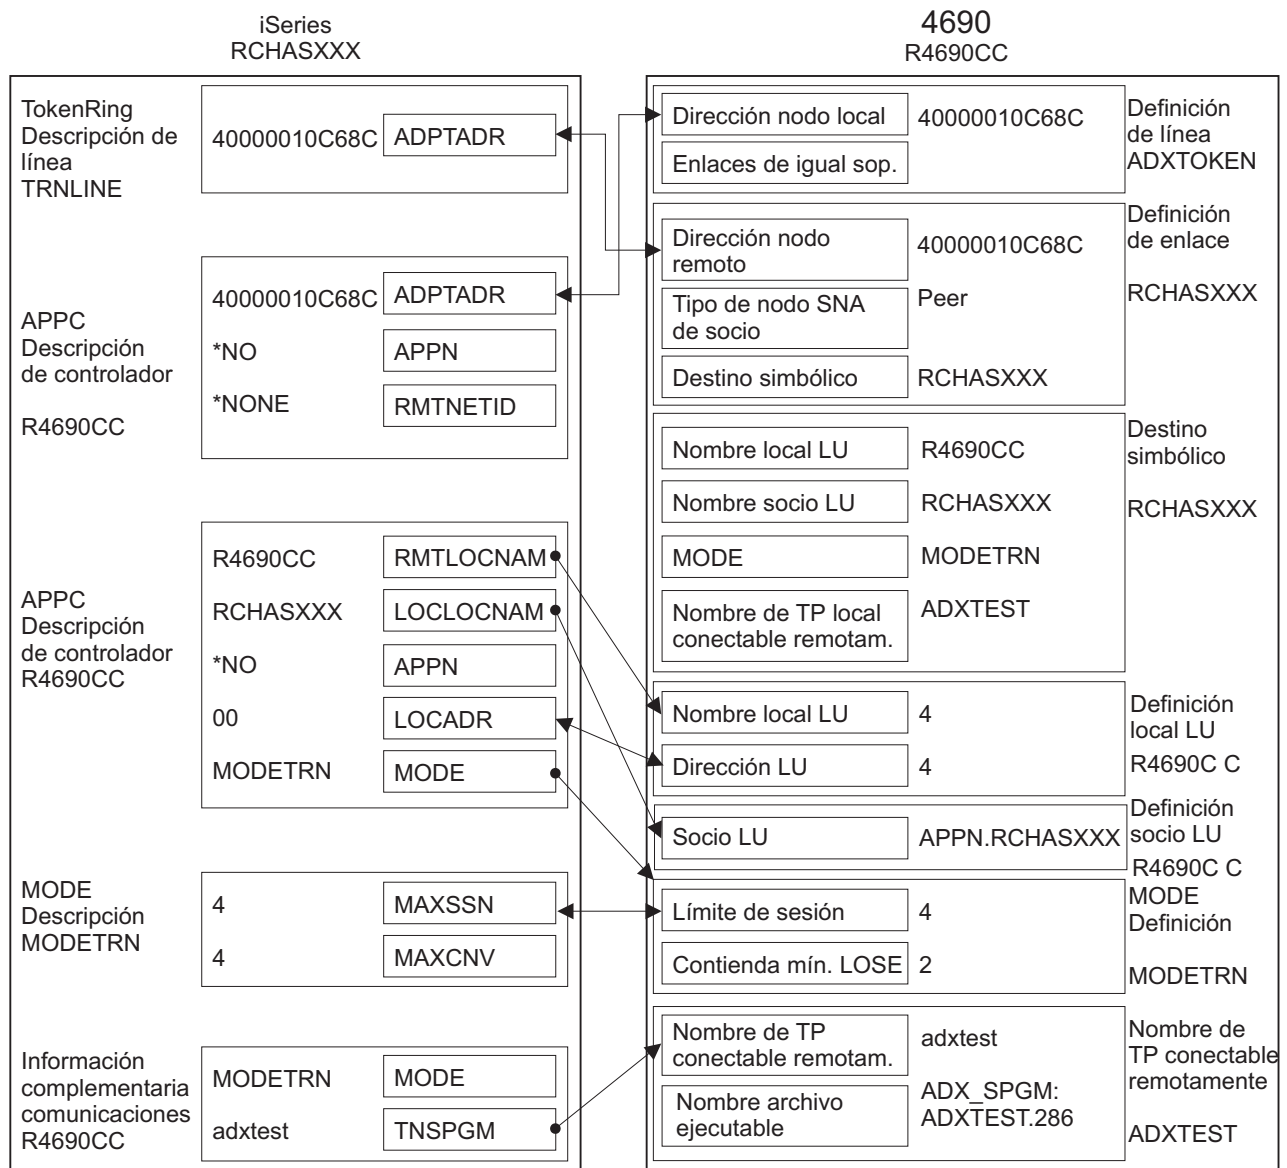 iSeries
RCHASXXX
TokenRing
Descripción de
línea
TRNLINE
40000010C68C ADPTADR
APPC
Descripción
de controlador
R4690CC
40000010C68C ADPTADR
*NO APPN
*NONE RMTNETID
APPC
Descripción
de controlador
R4690CC
R4690CC RMTLOCNAM
RCHASXXX LOCLOCNAM
*NO APPN
00 LOCADR
MODETRN MODE
MODE
Descripción
MODETRN
4 MAXSSN
4 MAXCNV
Información
complementaria
comunicaciones
R4690CC
MODETRN MODE
adxtest TNSPGM
4690
R4690CC
Dirección nodo local 40000010C68C
Enlaces de igual sop.
Definición
de línea
ADXTOKEN
Dirección nodo
remoto
40000010C68C
Tipo de nodo SNA
de socio
Peer
Destino simbólico RCHASXXX
Definición
de enlace
RCHASXXX
Nombre local LU R4690CC
Nombre socio LU RCHASXXX
MODE MODETRN
Nombre de TP local
conectable remotam.
ADXTEST
Destino
simbólico
RCHASXXX
Nombre local LU 4
Dirección LU 4
Definición
local LU
R4690C C
Socio LU APPN.RCHASXXX
Definición
socio LU
R4690C C
Límite de sesión 4
Contienda mín. LOSE 2
MODE
Definición
MODETRN
Nombre de TP
conectable remotam.
adxtest
Nombre archivo
ejecutable
ADX_SPGM:
ADXTEST.286
Nombre de
TP conectable
remotamente
ADXTEST